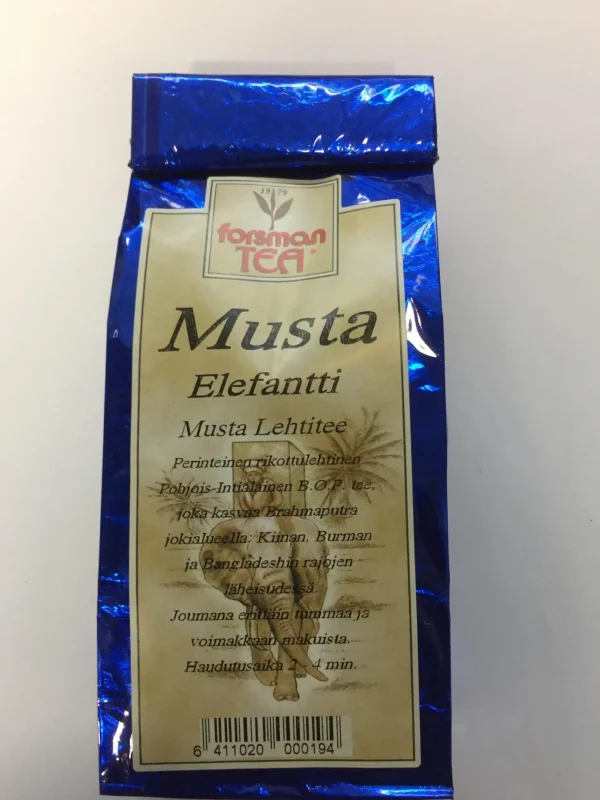 1979
forsman
TEA®
Musta
Elefantti
Musta Lehtitee
Perinteinen rikottulehtinen
Pohjois-Intialainen B.O.P. tee,
joka kasvaa Brahmaputra
jokialueella; Kiinan, Burman
ja Bangladeshin rajojen
läheisudessa.
Joumana erittäin tummaa ja
voimakkaan makuista.
Haudutusaika 2 - 4 min.
6 411020 000194